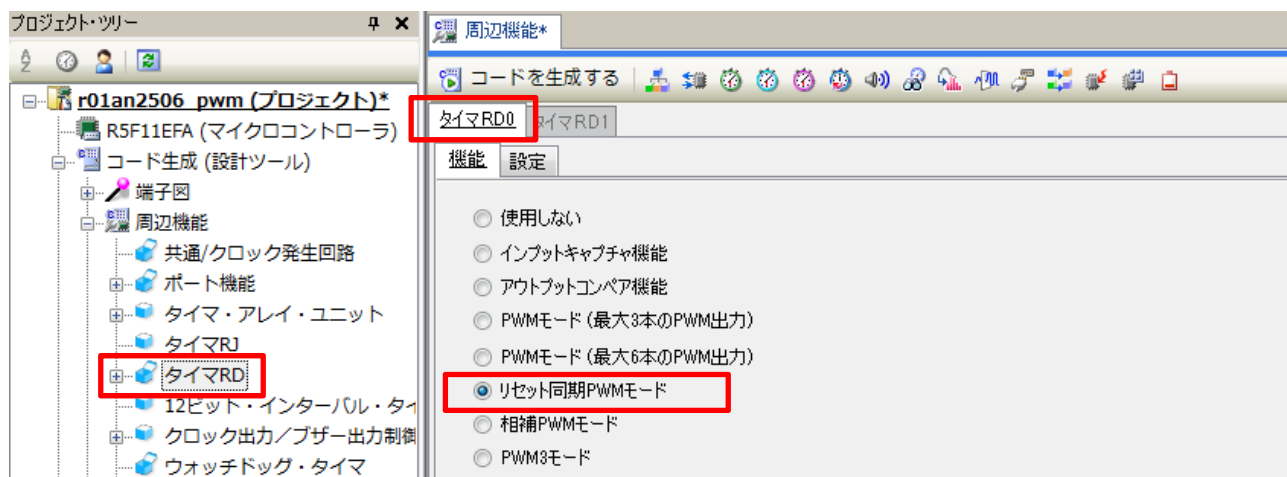 プロジェクト・ツリー
r01an2506_pwm (プロジェクト)*
R5F11EFA (マイクロコントローラ)
コード生成 (設計ツール)
端子図
周辺機能
共通/クロック発生回路
ポート機能
タイマ・アレイ・ユニット
タイマRJ
タイマRD
12ビット・インターバル・タイ
クロック出力/ブザー出力制御
ウォッチドッグ・タイマ
周辺機能*
コードを生成する
タイマRD0 タイマRD1
機能 設定
使用しない
インプットキャプチャ機能
アウトプットコンペア機能
PWMモード (最大3本のPWM出力)
PWMモード (最大6本のPWM出力)
リセット同期PWMモード
相補PWMモード
PWM3モード